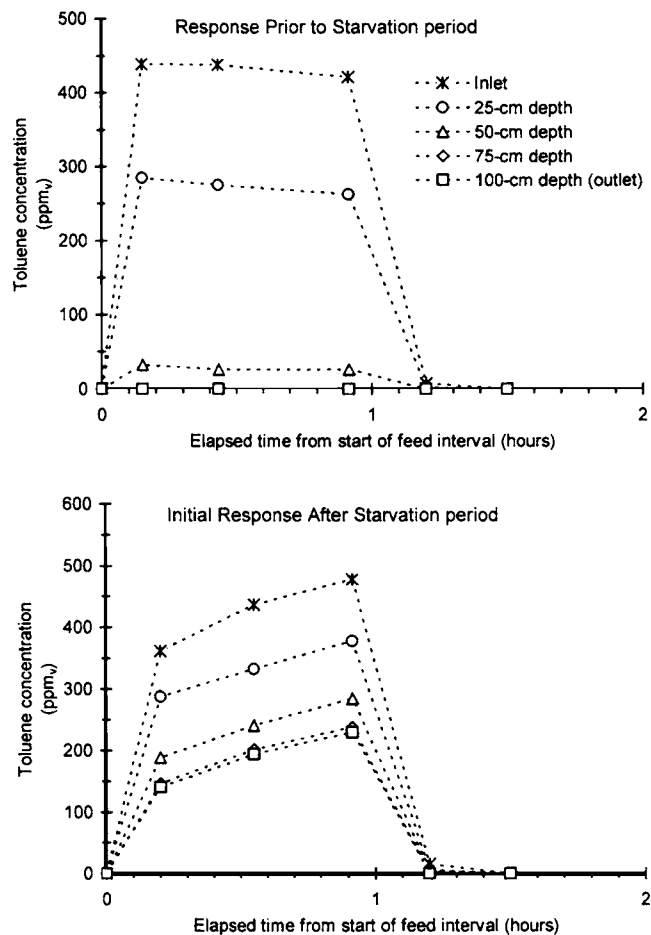 Response Prior to Starvation period
500
400
300
200
100
0
Toluene concentration
(ppmv)
Inlet
25-cm depth
50-cm depth
75-cm depth
100-cm depth (outlet)
0
1
2
Elapsed time from start of feed interval (hours)
Initial Response After Starvation period
600
500
400
300
200
100
0
Toluene concentration
(ppmv)
0
1
2
Elapsed time from start of feed interval (hours)